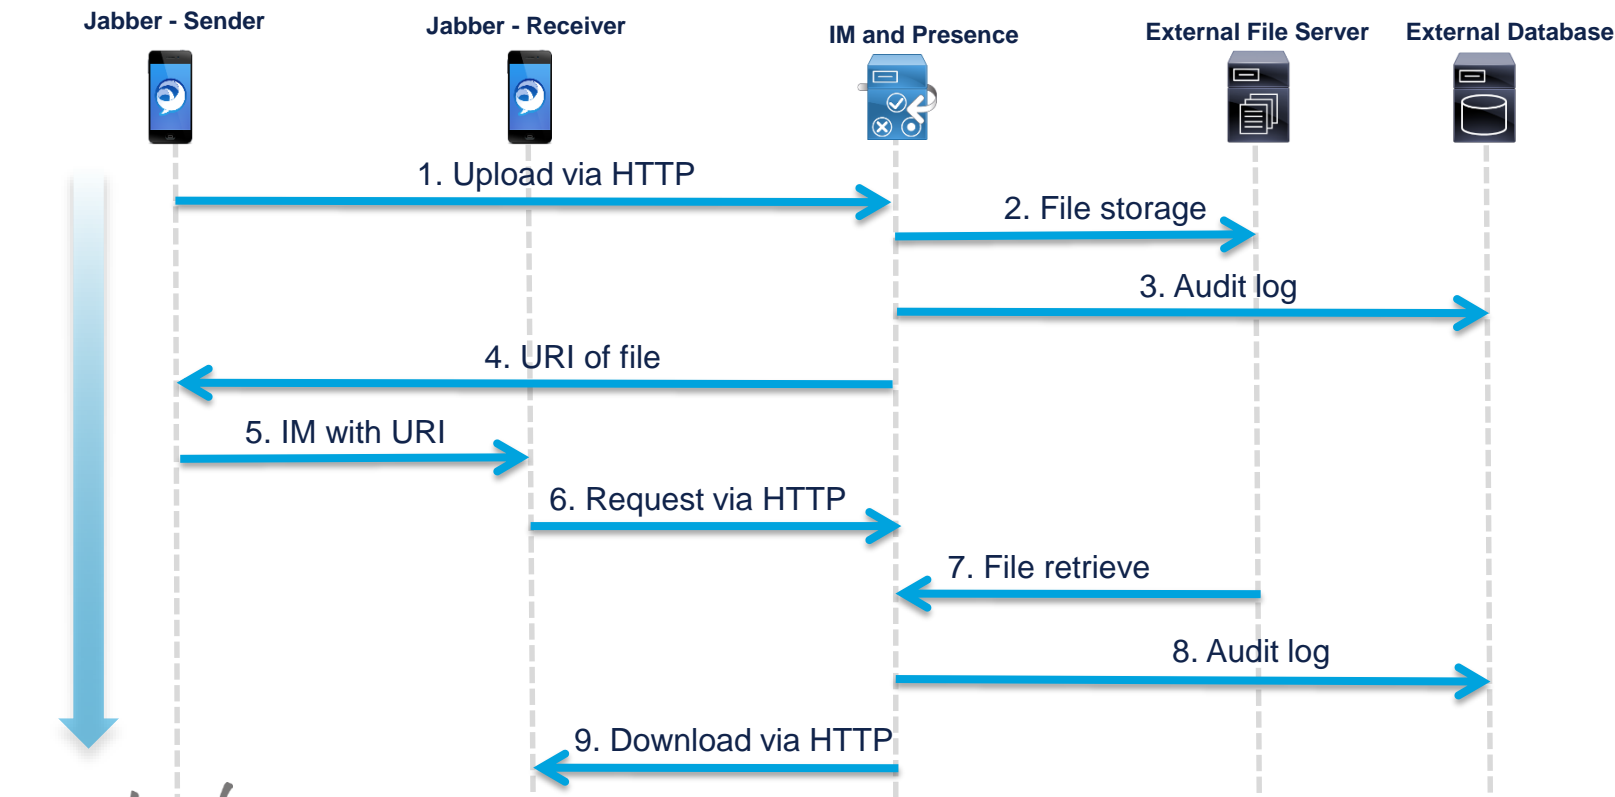 Jabber - Sender
Jabber - Receiver
IM and Presence
External File Server
External Database
1. Upload via HTTP
2. File storage
3. Audit log
4. URI of file
5. IM with URI
6. Request via HTTP
7. File retrieve
8. Audit log
9. Download via HTTP